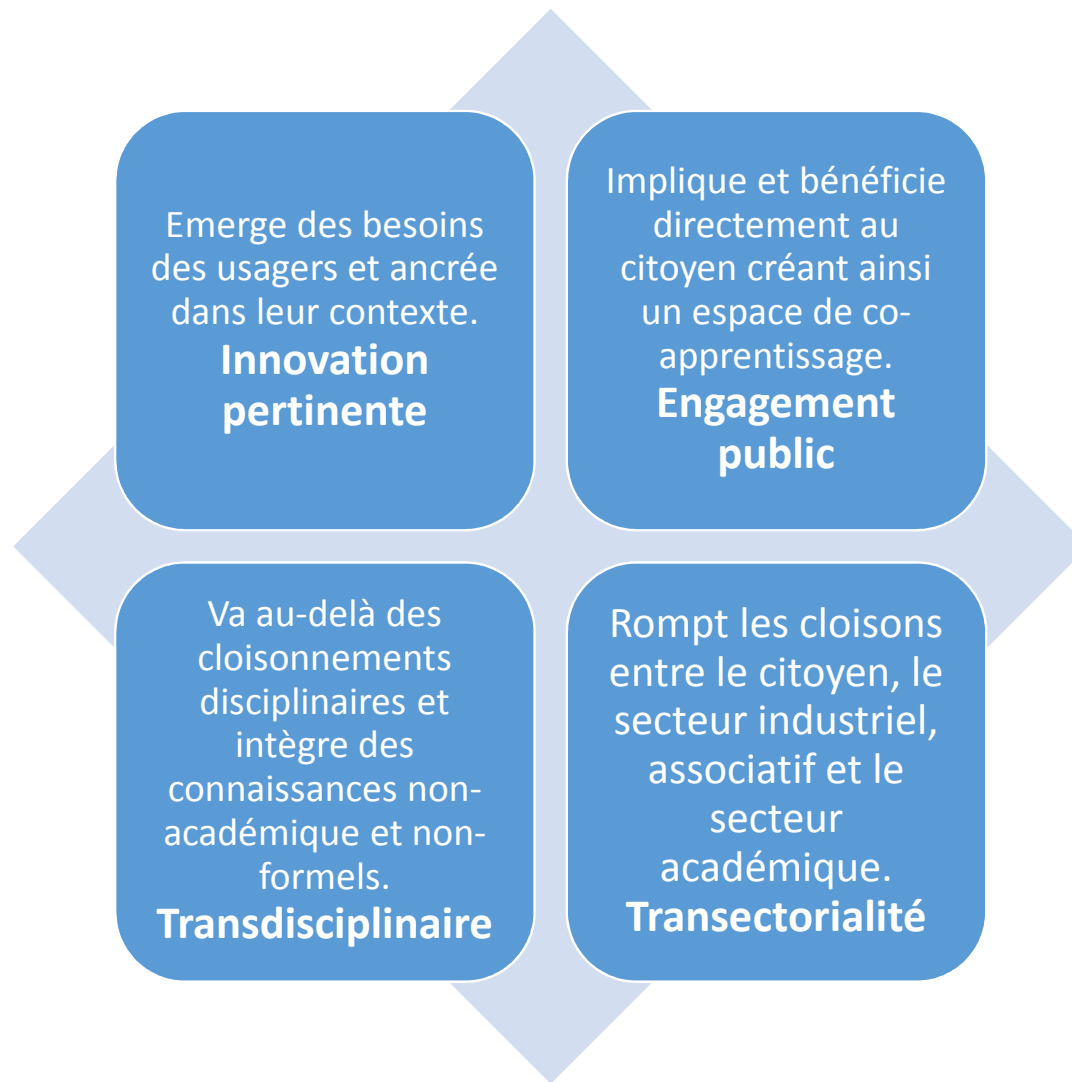 Emerge des besoins
des usagers et ancrée
dans leur contexte.
Innovation
pertinente
Implique et bénéficie
directement au
citoyen créant ainsi
un espace de co-
apprentissage.
Engagement
public
Va au-delà des
cloisonnements
disciplinaires et
intègre des
connaissances non-
académique et non-
formels.
Transdisciplinaire
Rompt les cloisons
entre le citoyen, le
secteur industriel,
associatif et le
secteur
académique.
Transectorialité